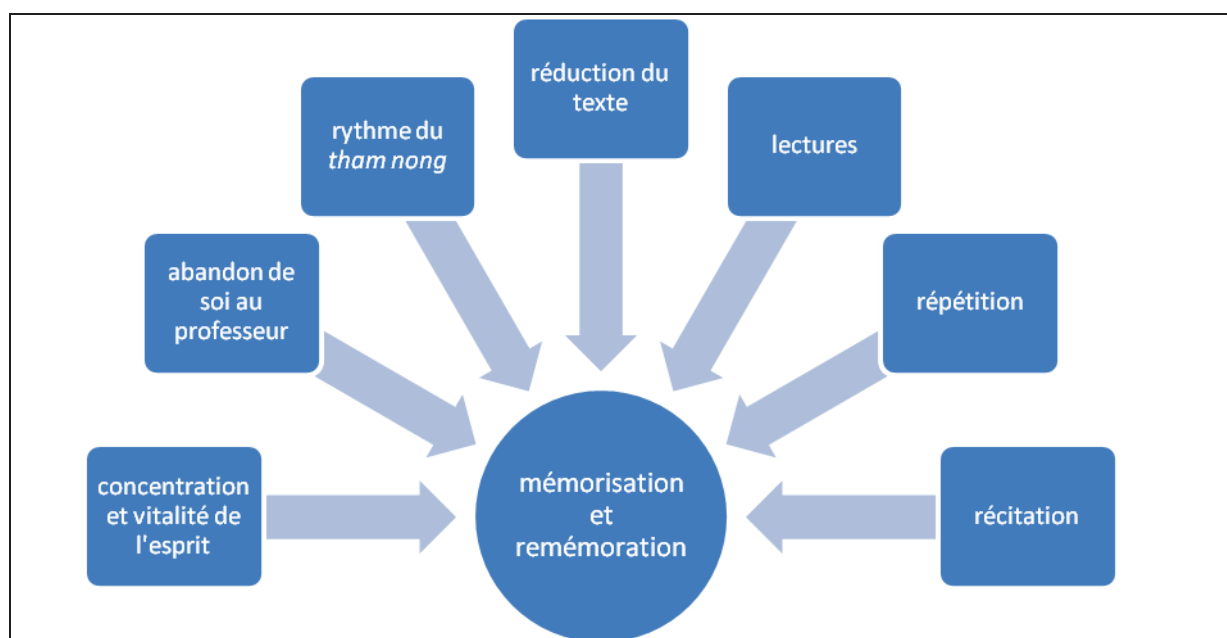 concentration
et vitalité de
l'esprit
abandon de
soi au
professeur
rythme du
tham nong
réduction du
texte
lectures
répétition
récitation
mémorisation
et
remémoration